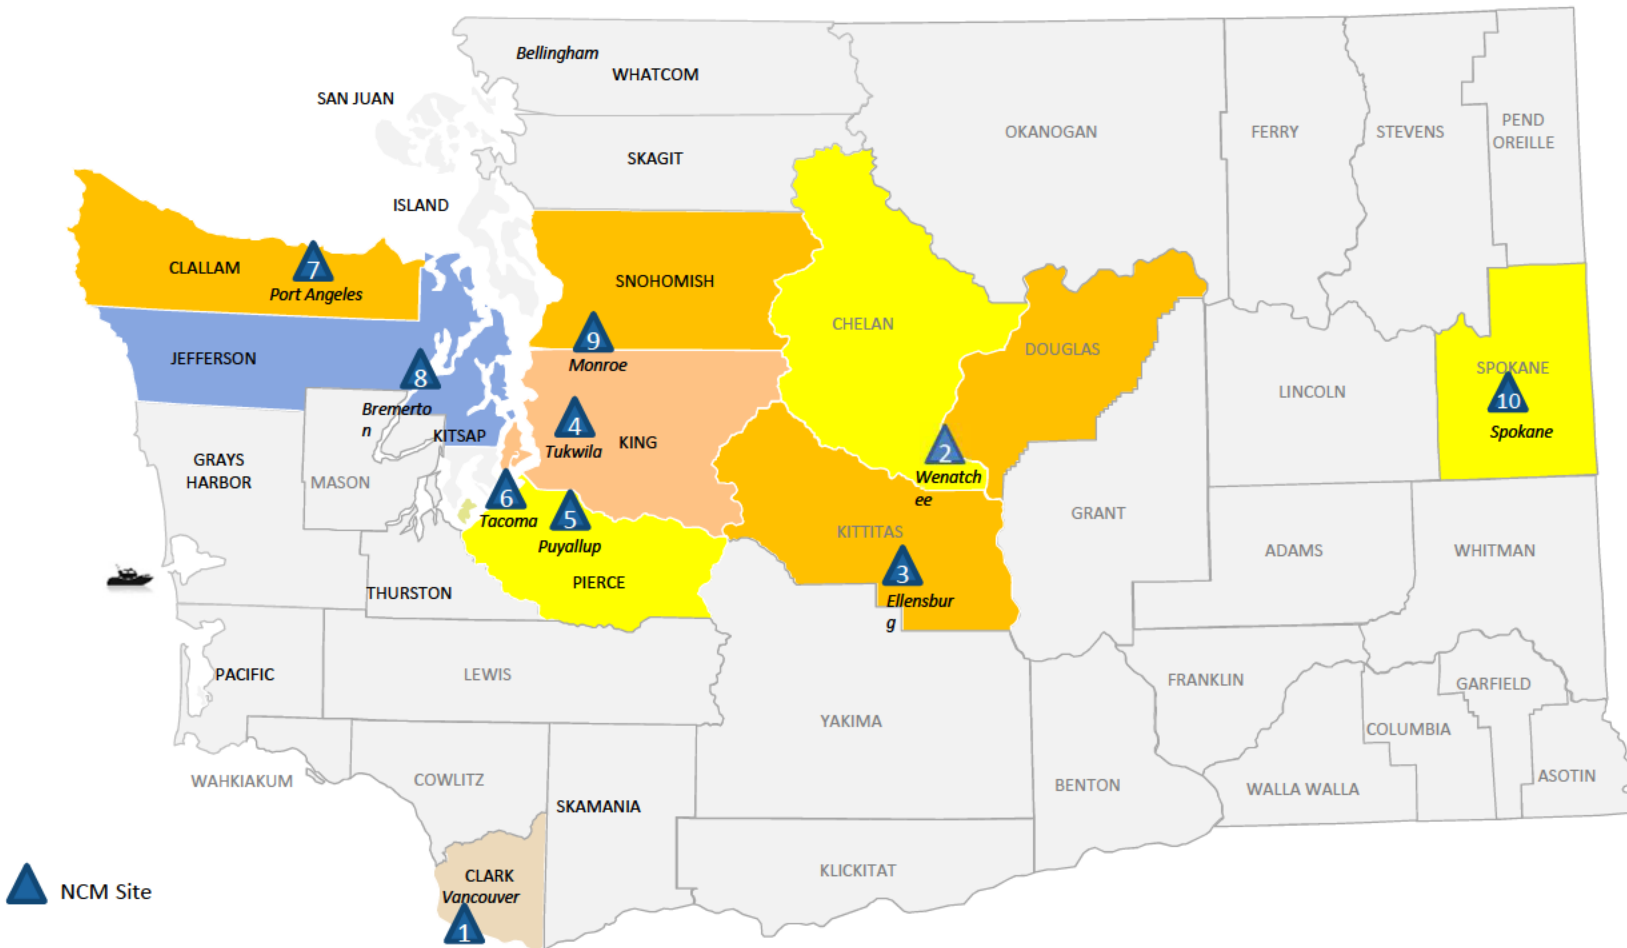 Bellingham
WHATCOM
SAN JUAN
SKAGIT
ISLAND
OKANOGAN
FERRY
STEVENS
PEND
OREILLE
CLALLAM
7
Port Angeles
SNOHOMISH
9
Monroe
CHELAN
DOUGLAS
JEFFERSON
8
Bremerto
n
KITSAP
4
Tukwila
KING
2
Wenatch
ee
LINCOLN
SPOKANE
10
Spokane
GRAYS
HARBOR
MASON
6
Tacoma
5
Puyallup
PIERCE
KITTITAS
3
Ellensbur
g
GRANT
ADAMS
WHITMAN
THURSTON
PACIFIC
LEWIS
YAKIMA
FRANKLIN
GARFIELD
COLUMBIA
WAHKIAKUM
COWLITZ
SKAMANIA
BENTON
WALLA WALLA
ASOTIN
CLARK
Vancouver
1
KLICKITAT
NCM Site